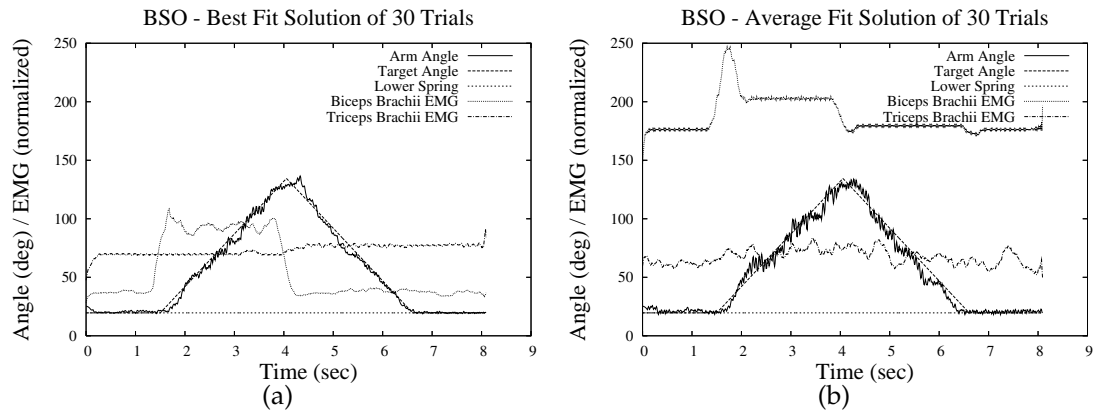 BSO - Best Fit Solution of 30 Trials
Angle (deg) / EMG (normalized)
250
200
150
100
50
0
Arm Angle
Target Angle
Lower Spring
Biceps Brachii EMG
Triceps Brachii EMG
0 1 2 3 4 5 6 7 8 9
Time (sec)
(a)
BSO - Average Fit Solution of 30 Trials
Angle (deg) / EMG (normalized)
250
200
150
100
50
0
Arm Angle
Target Angle
Lower Spring
Biceps Brachii EMG
Triceps Brachii EMG
0 1 2 3 4 5 6 7 8 9
Time (sec)
(b)